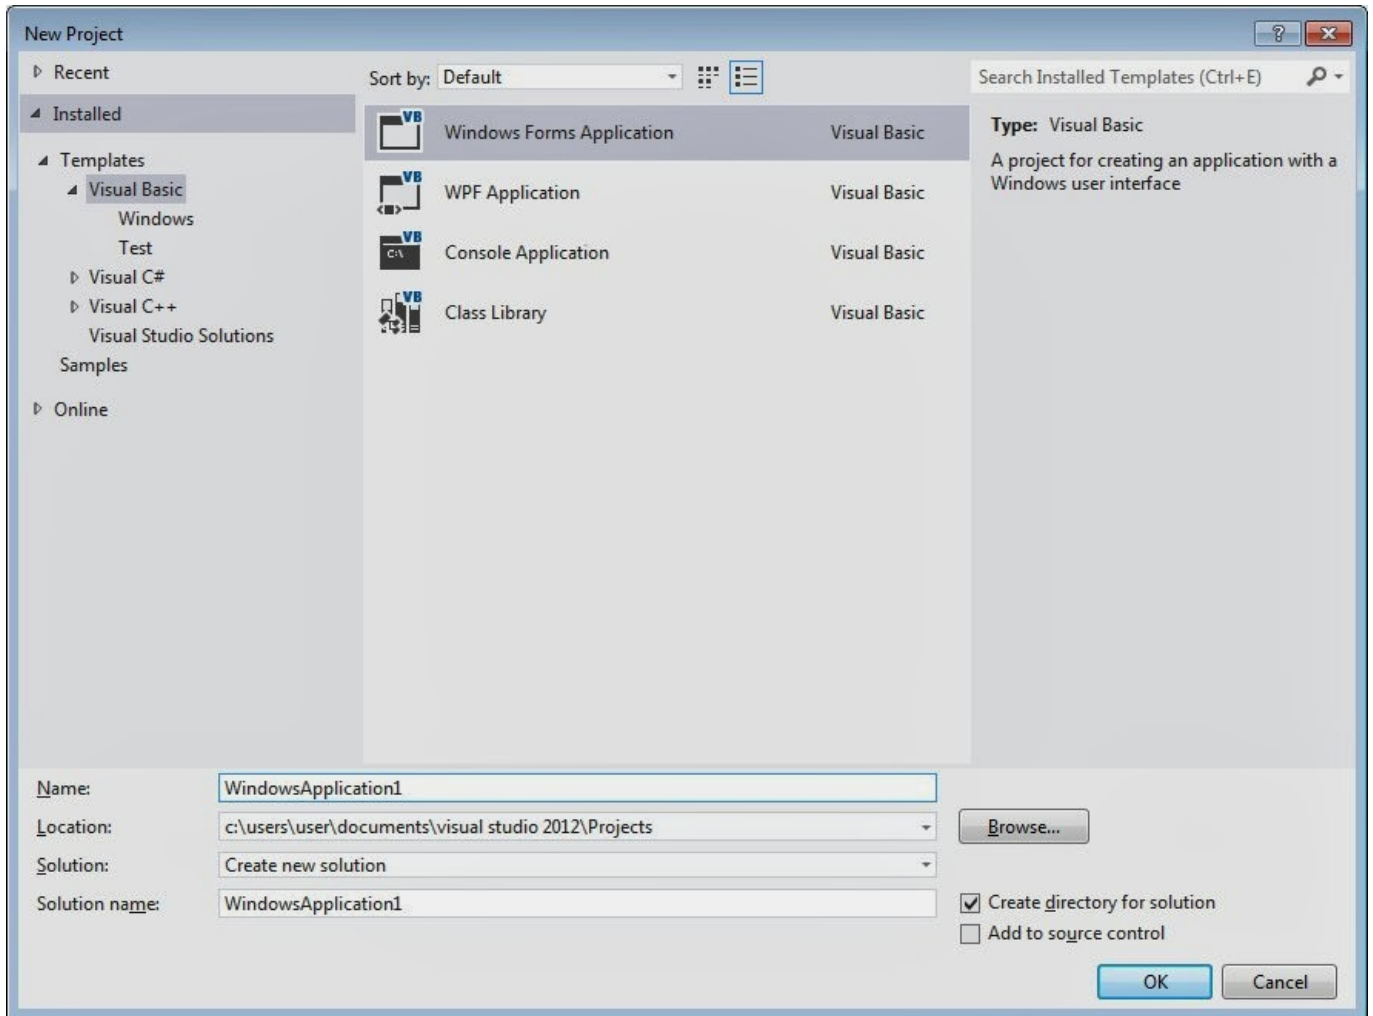 New Project
Recent
Installed
Templates
Visual Basic
Windows
Test
Visual C#
Visual C++
Visual Studio Solutions
Samples
Online
Sort by: Default
VB Windows Forms Application Visual Basic
VB WPF Application Visual Basic
VB C:\ Console Application Visual Basic
VB Class Library Visual Basic
Search Installed Templates (Ctrl+E)
Type: Visual Basic
A project for creating an application with a
Windows user interface
Name: WindowsApplication1
Location: c:\users\user\documents\visual studio 2012\Projects Browse...
Solution: Create new solution
Solution name: WindowsApplication1
Create directory for solution
Add to source control
OK Cancel